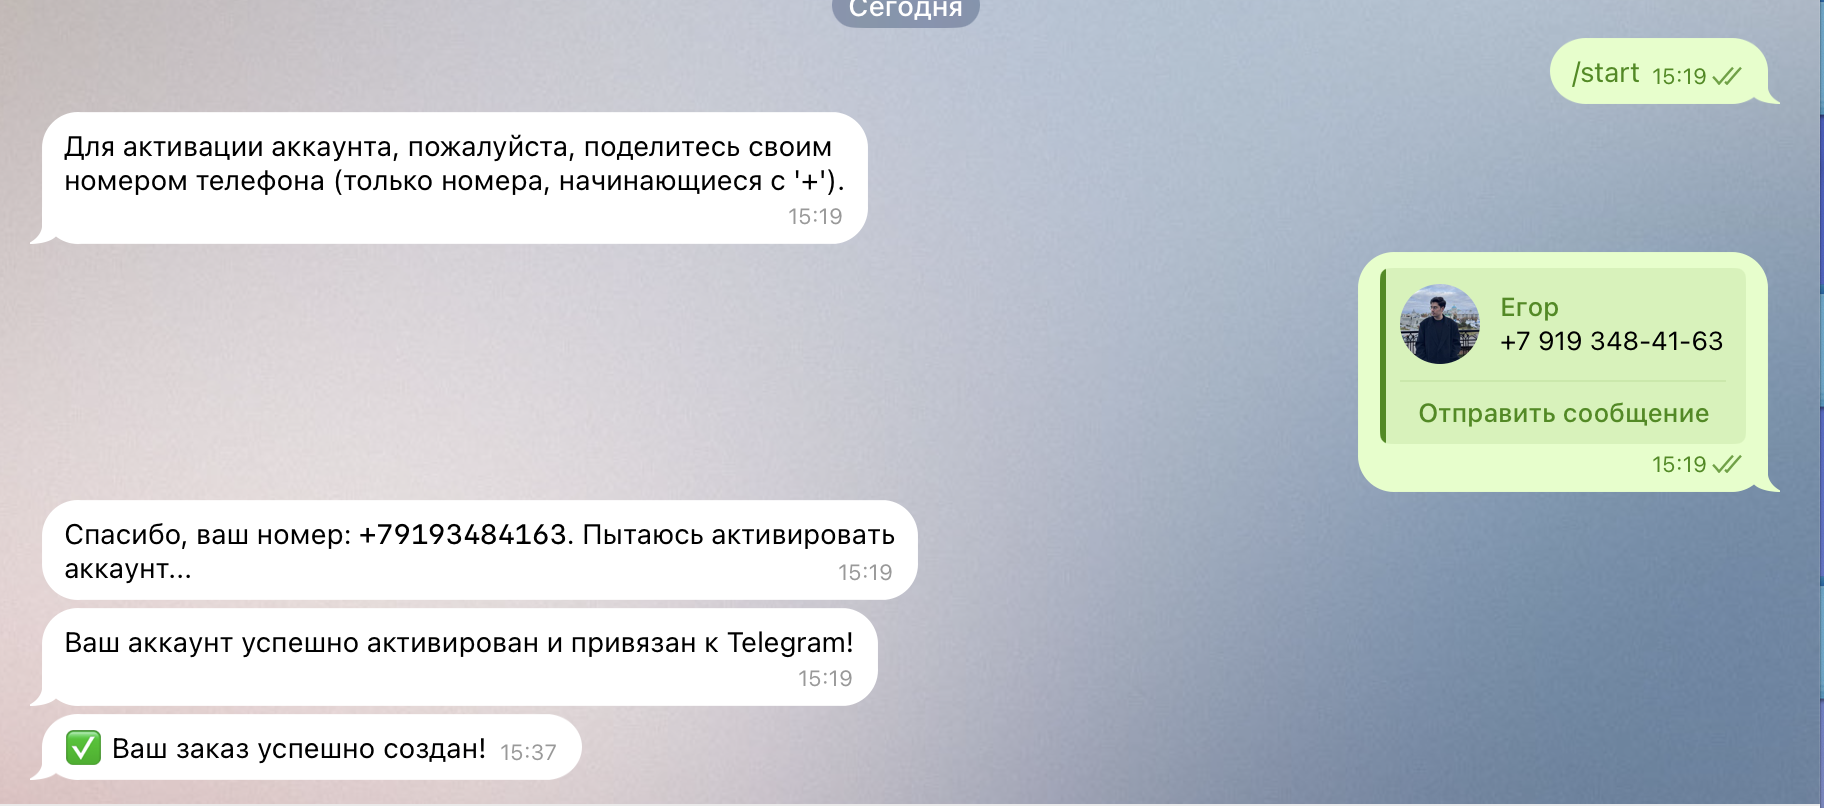 Сегодня
/start 15:19
Для активации аккаунта, пожалуйста, поделитесь своим
номером телефона (только номера, начинающиеся с '+').
15:19
Егор
+7 919 348-41-63
Отправить сообщение
15:19
Спасибо, ваш номер: +79193484163. Пытаюсь активировать
аккаунт...
15:19
Ваш аккаунт успешно активирован и привязан к Telegram!
15:19
✅ Ваш заказ успешно создан! 15:37